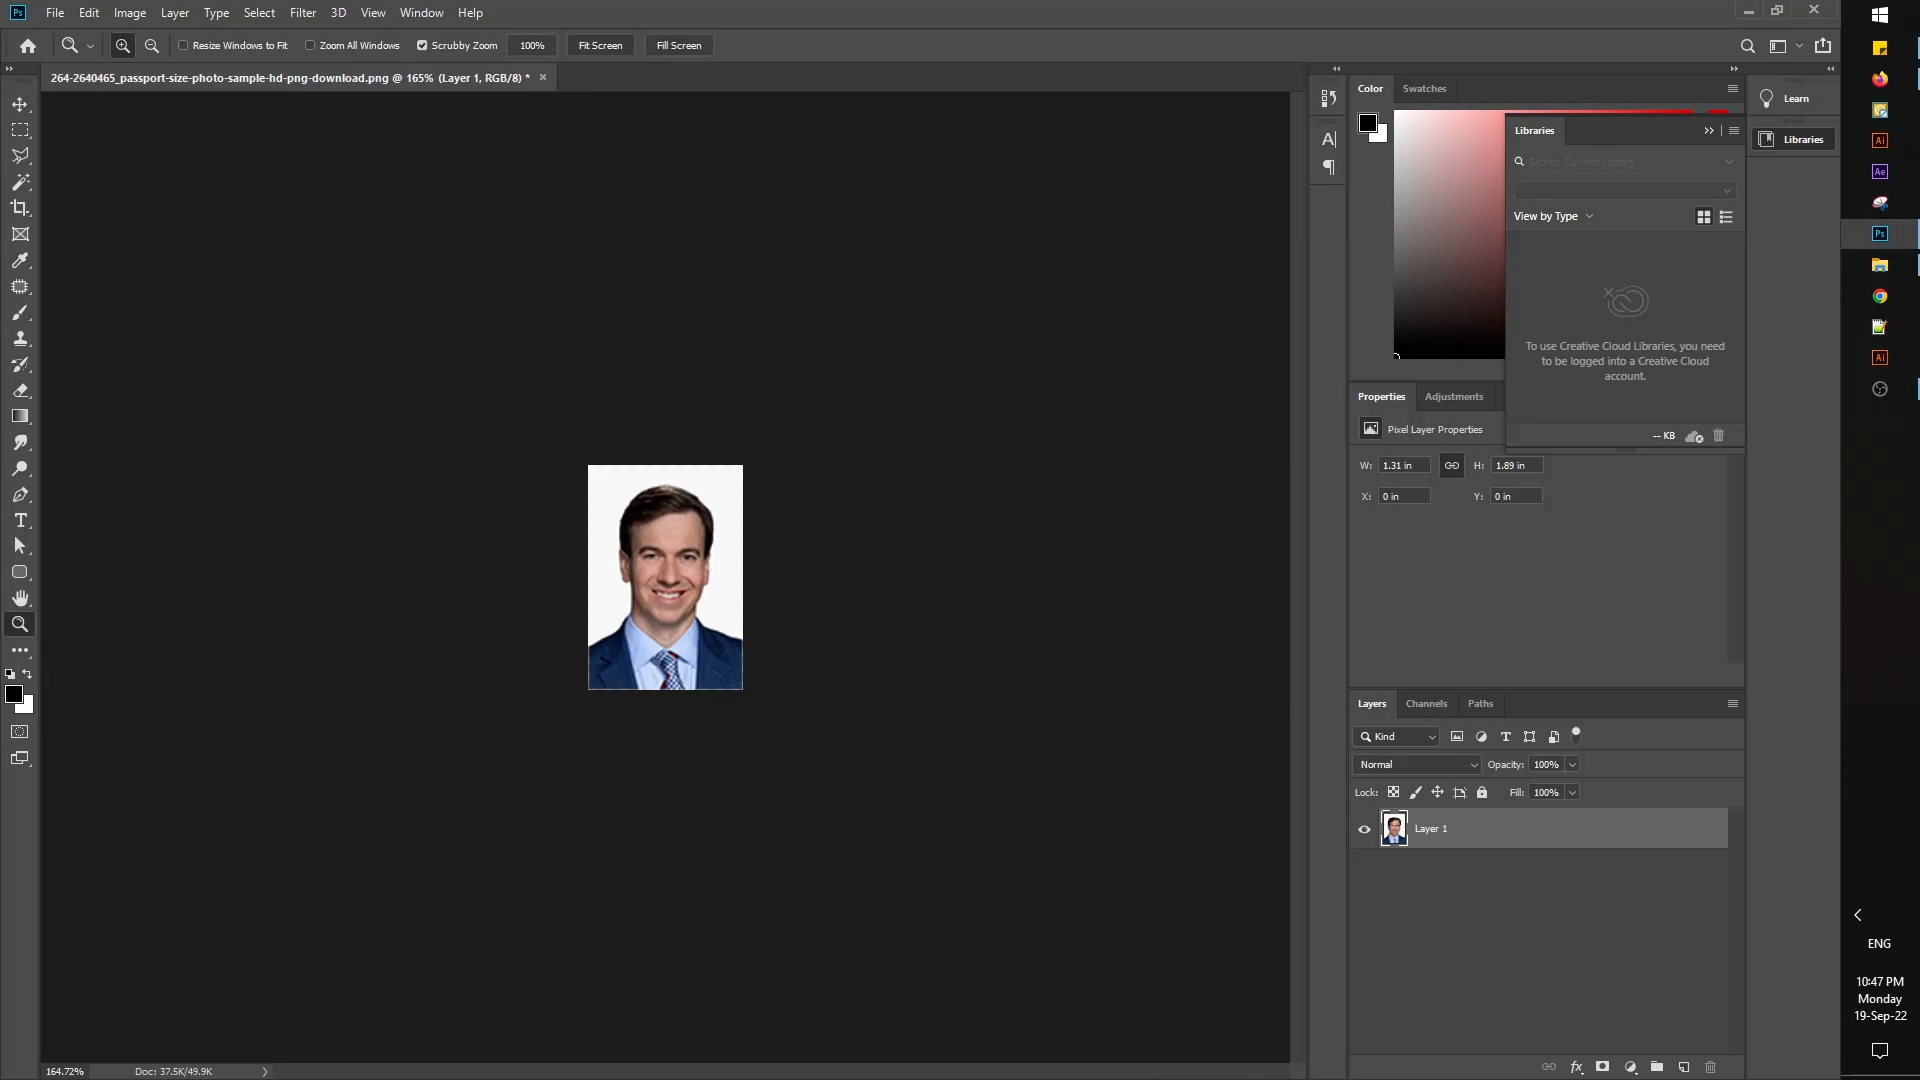 Ps File Edit Image Layer Type Select Filter 3D View Window Help
Resize Windows to Fit Zoom All Windows Scrubby Zoom 100% Fit Screen Fill Screen
264-2640465_passport-size-photo-sample-hd-png-download.png @ 165% (Layer 1, RGB/8) *
Color Swatches
Learn
Libraries
Libraries
Search Current Library
View by Type
To use Creative Cloud Libraries, you need
to be logged into a Creative Cloud
account.
-- KB
Properties Adjustments
Pixel Layer Properties
W: 1.31 in H: 1.89 in
X: 0 in Y: 0 in
Layers Channels Paths
Kind
Normal Opacity: 100%
Lock: Fill: 100%
Layer 1
164.72% Doc: 37.5K/49.9K
Ai
Ae
Ps
Ai
ENG
10:47 PM
Monday
19-Sep-22